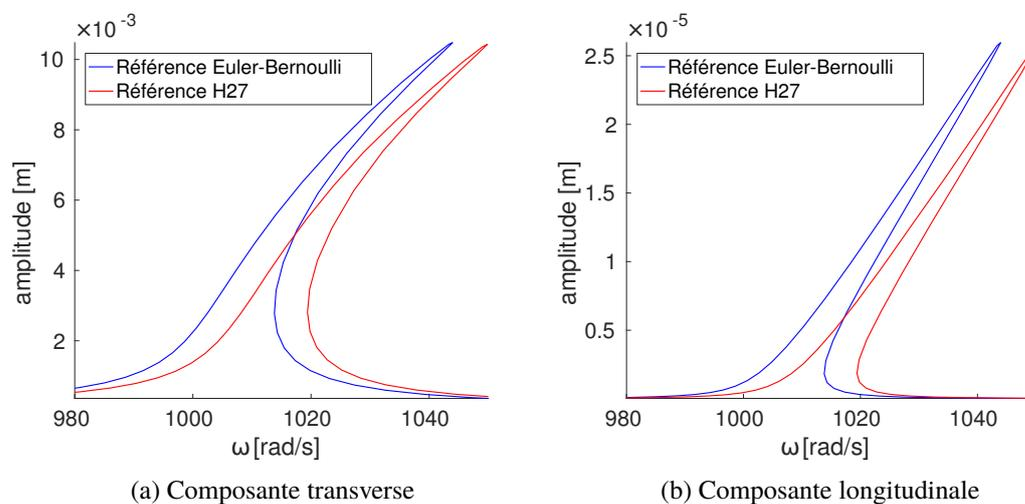 ×10 -3
10
8
6
4
2
980
1000
1020
1040
amplitude [m]
ω[rad/s]
Référence Euler-Bernoulli
Référence H27
(a) Composante transverse
×10 -5
2.5
2
1.5
1
0.5
980
1000
1020
1040
amplitude [m]
ω[rad/s]
Référence Euler-Bernoulli
Référence H27
(b) Composante longitudinale